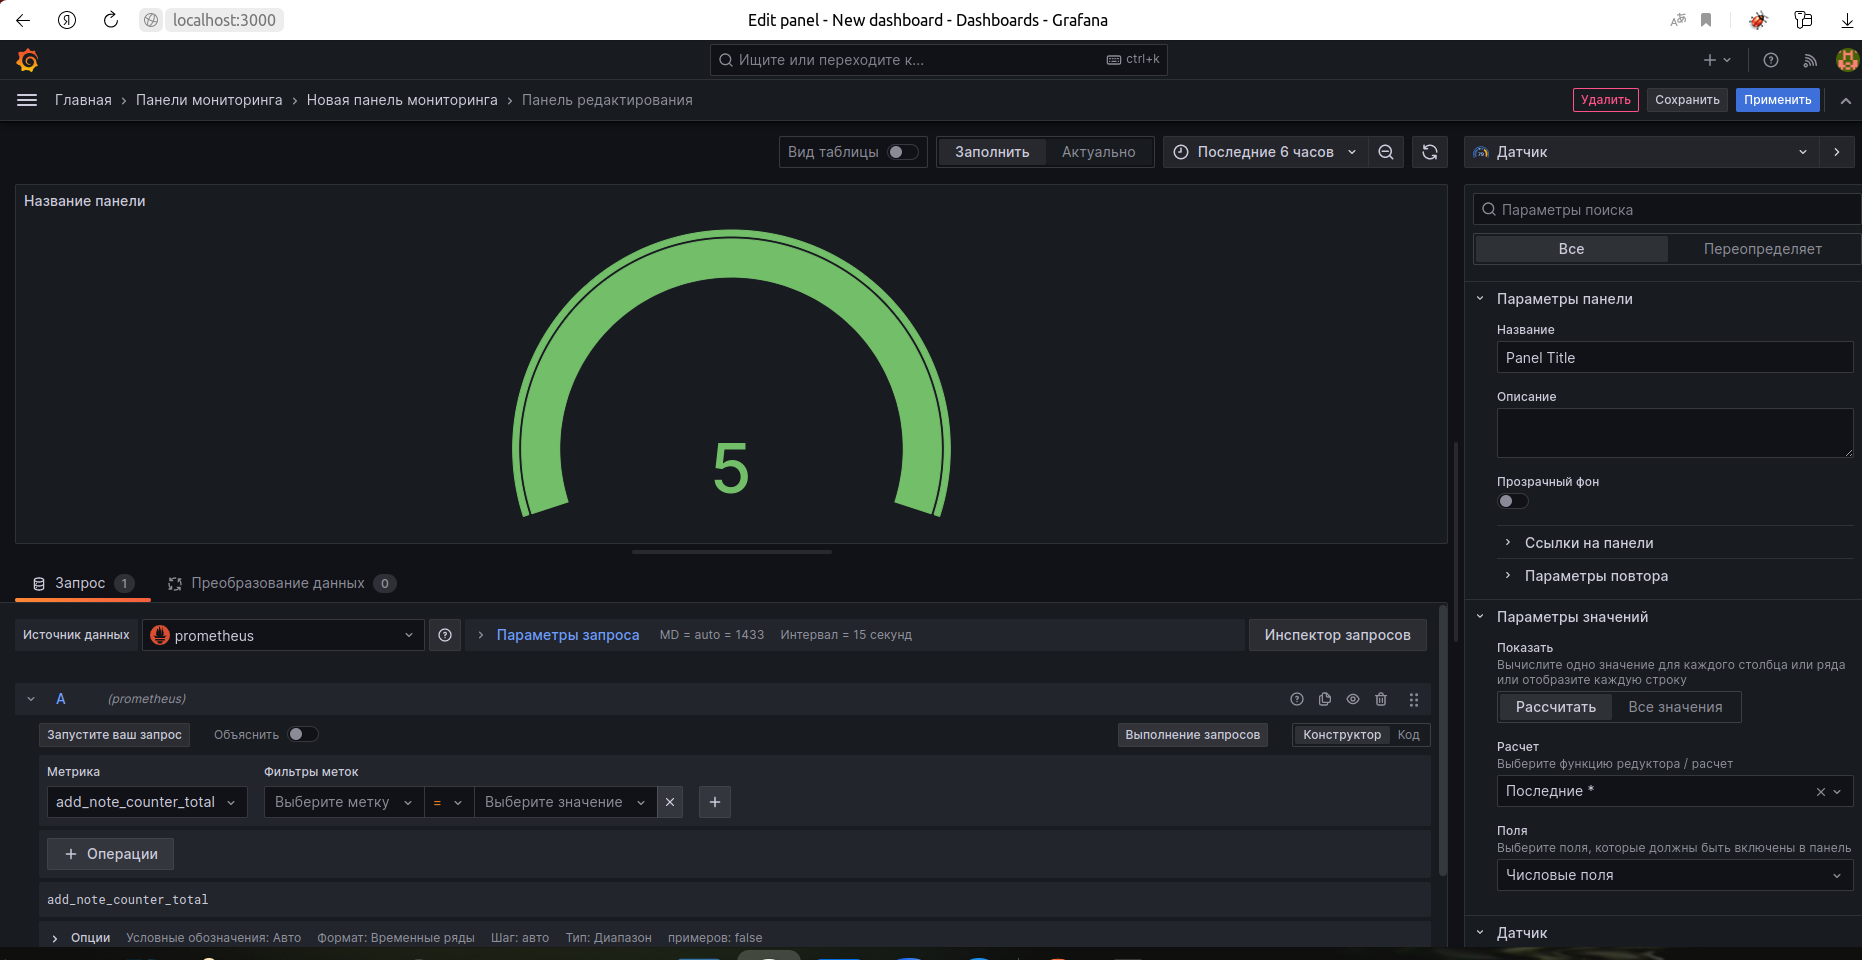 localhost:3000
Edit panel - New dashboard - Dashboards - Grafana
Ищите или переходите к...
ctrl+k
Главная › Панели мониторинга › Новая панель мониторинга › Панель редактирования
Удалить
Сохранить
Применить
Вид таблицы
Заполнить
Актуально
Последние 6 часов
Датчик
Название панели
5
Параметры поиска
Все
Переопределяет
Параметры панели
Название
Panel Title
Описание
Прозрачный фон
Ссылки на панели
Параметры повтора
Запрос 1
Преобразование данных 0
Источник данных
prometheus
Параметры запроса
MD = auto = 1433
Интервал = 15 секунд
Инспектор запросов
A
(prometheus)
Запустите ваш запрос
Объяснить
Выполнение запросов
Конструктор
Код
Метрика
Фильтры меток
add_note_counter_total
Выберите метку
=
Выберите значение
+ Операции
add_note_counter_total
Опции
Условные обозначения: Авто
Формат: Временные ряды
Шаг: авто
Тип: Диапазон
примеров: false
Параметры значений
Показать
Вычислите одно значение для каждого столбца или ряда
или отобразите каждую строку
Рассчитать
Все значения
Расчет
Выберите функцию редуктора / расчет
Последние *
Поля
Выберите поля, которые должны быть включены в панель
Числовые поля
Датчик